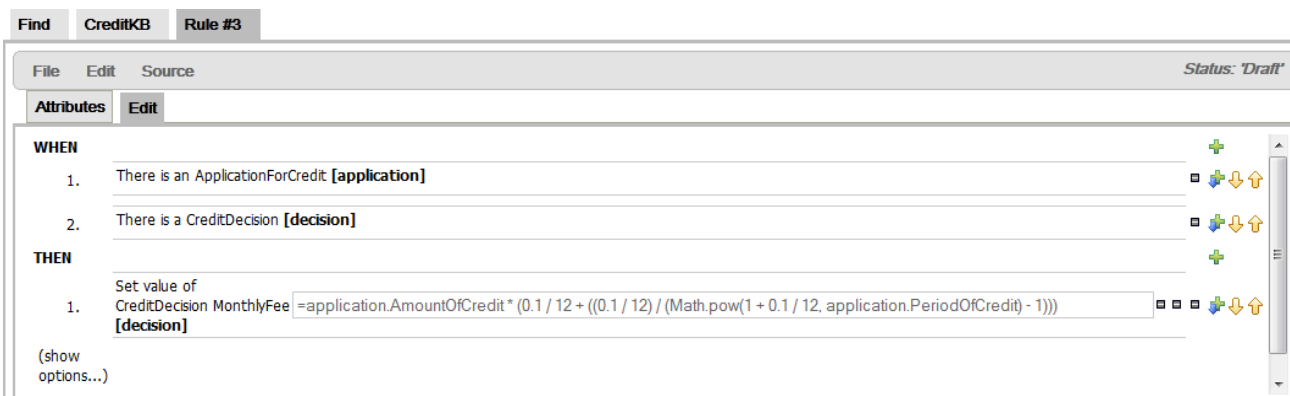 Find CreditKB Rule #3
File Edit Source Status: 'Draft'
Attributes Edit
WHEN
1. There is an ApplicationForCredit [application]
2. There is a CreditDecision [decision]
THEN
Set value of
1. CreditDecision MonthlyFee =application.AmountOfCredit * (0.1 / 12 + ((0.1 / 12) / (Math.pow(1 + 0.1 / 12, application.PeriodOfCredit) - 1)))
[decision]
(show
options...)